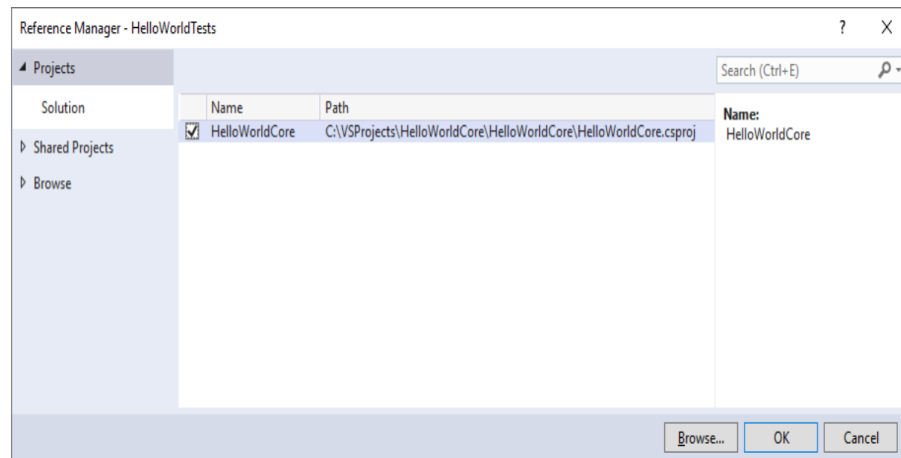 Reference Manager - HelloWorldTests
? X
Projects
Search (Ctrl+E)
Solution
Name Path
Name:
HelloWorldCore C:\VSProjects\HelloWorldCore\HelloWorldCore\HelloWorldCore.csproj
HelloWorldCore
Shared Projects
Browse
Browse... OK Cancel